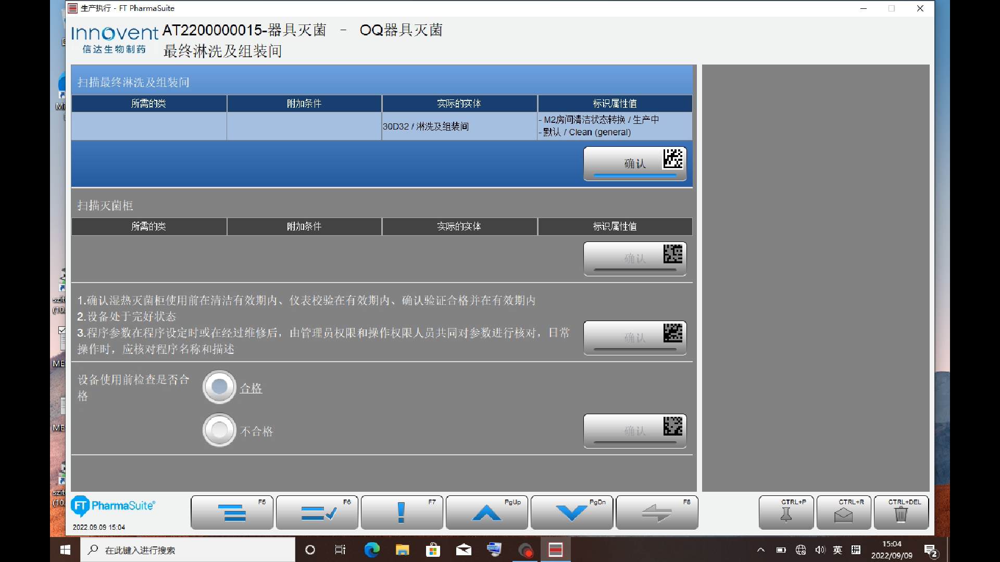 生产执行 - FT PharmaSuite
Innovent
信达生物制药
AT2200000015-器具灭菌 - OQ器具灭菌
最终淋洗及组装间
扫描最终淋洗及组装间
所需的类 附加条件 实际的实体 标识属性值
30D32 / 淋洗及组装间
- M2房间清洁状态转换 / 生产中
- 默认 / Clean (general)
确认
扫描灭菌柜
所需的类 附加条件 实际的实体 标识属性值
确认
1.确认湿热灭菌柜使用前在清洁有效期内、仪表校验在有效期内、确认验证合格并在有效期内
2.设备处于完好状态
3.程序参数在程序设定时或在经过维修后，由管理员权限和操作权限人员共同对参数进行核对，日常
操作时，应核对程序名称和描述
确认
设备使用前检查是否合
格
合格
不合格
确认
FT PharmaSuite®
2022.09.09 15:04
F5 F6 F7 PgUp PgDn F8 CTRL+P CTRL+R CTRL+DEL
szit
(10.
ME
ME
szit
(10.
在此键入进行搜索
英
拼
15:04
2022/09/09
2